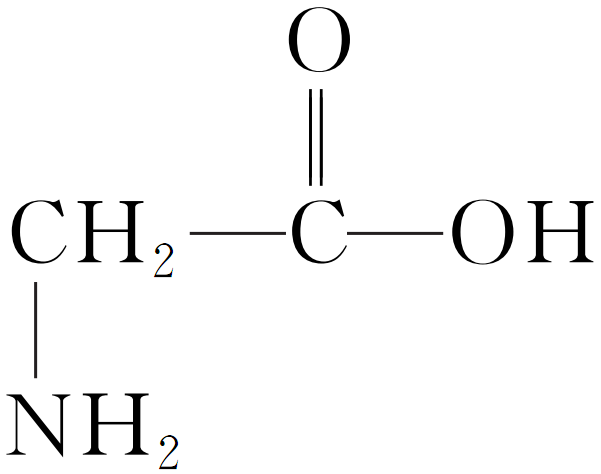 O
CH₂ C OH
NH₂